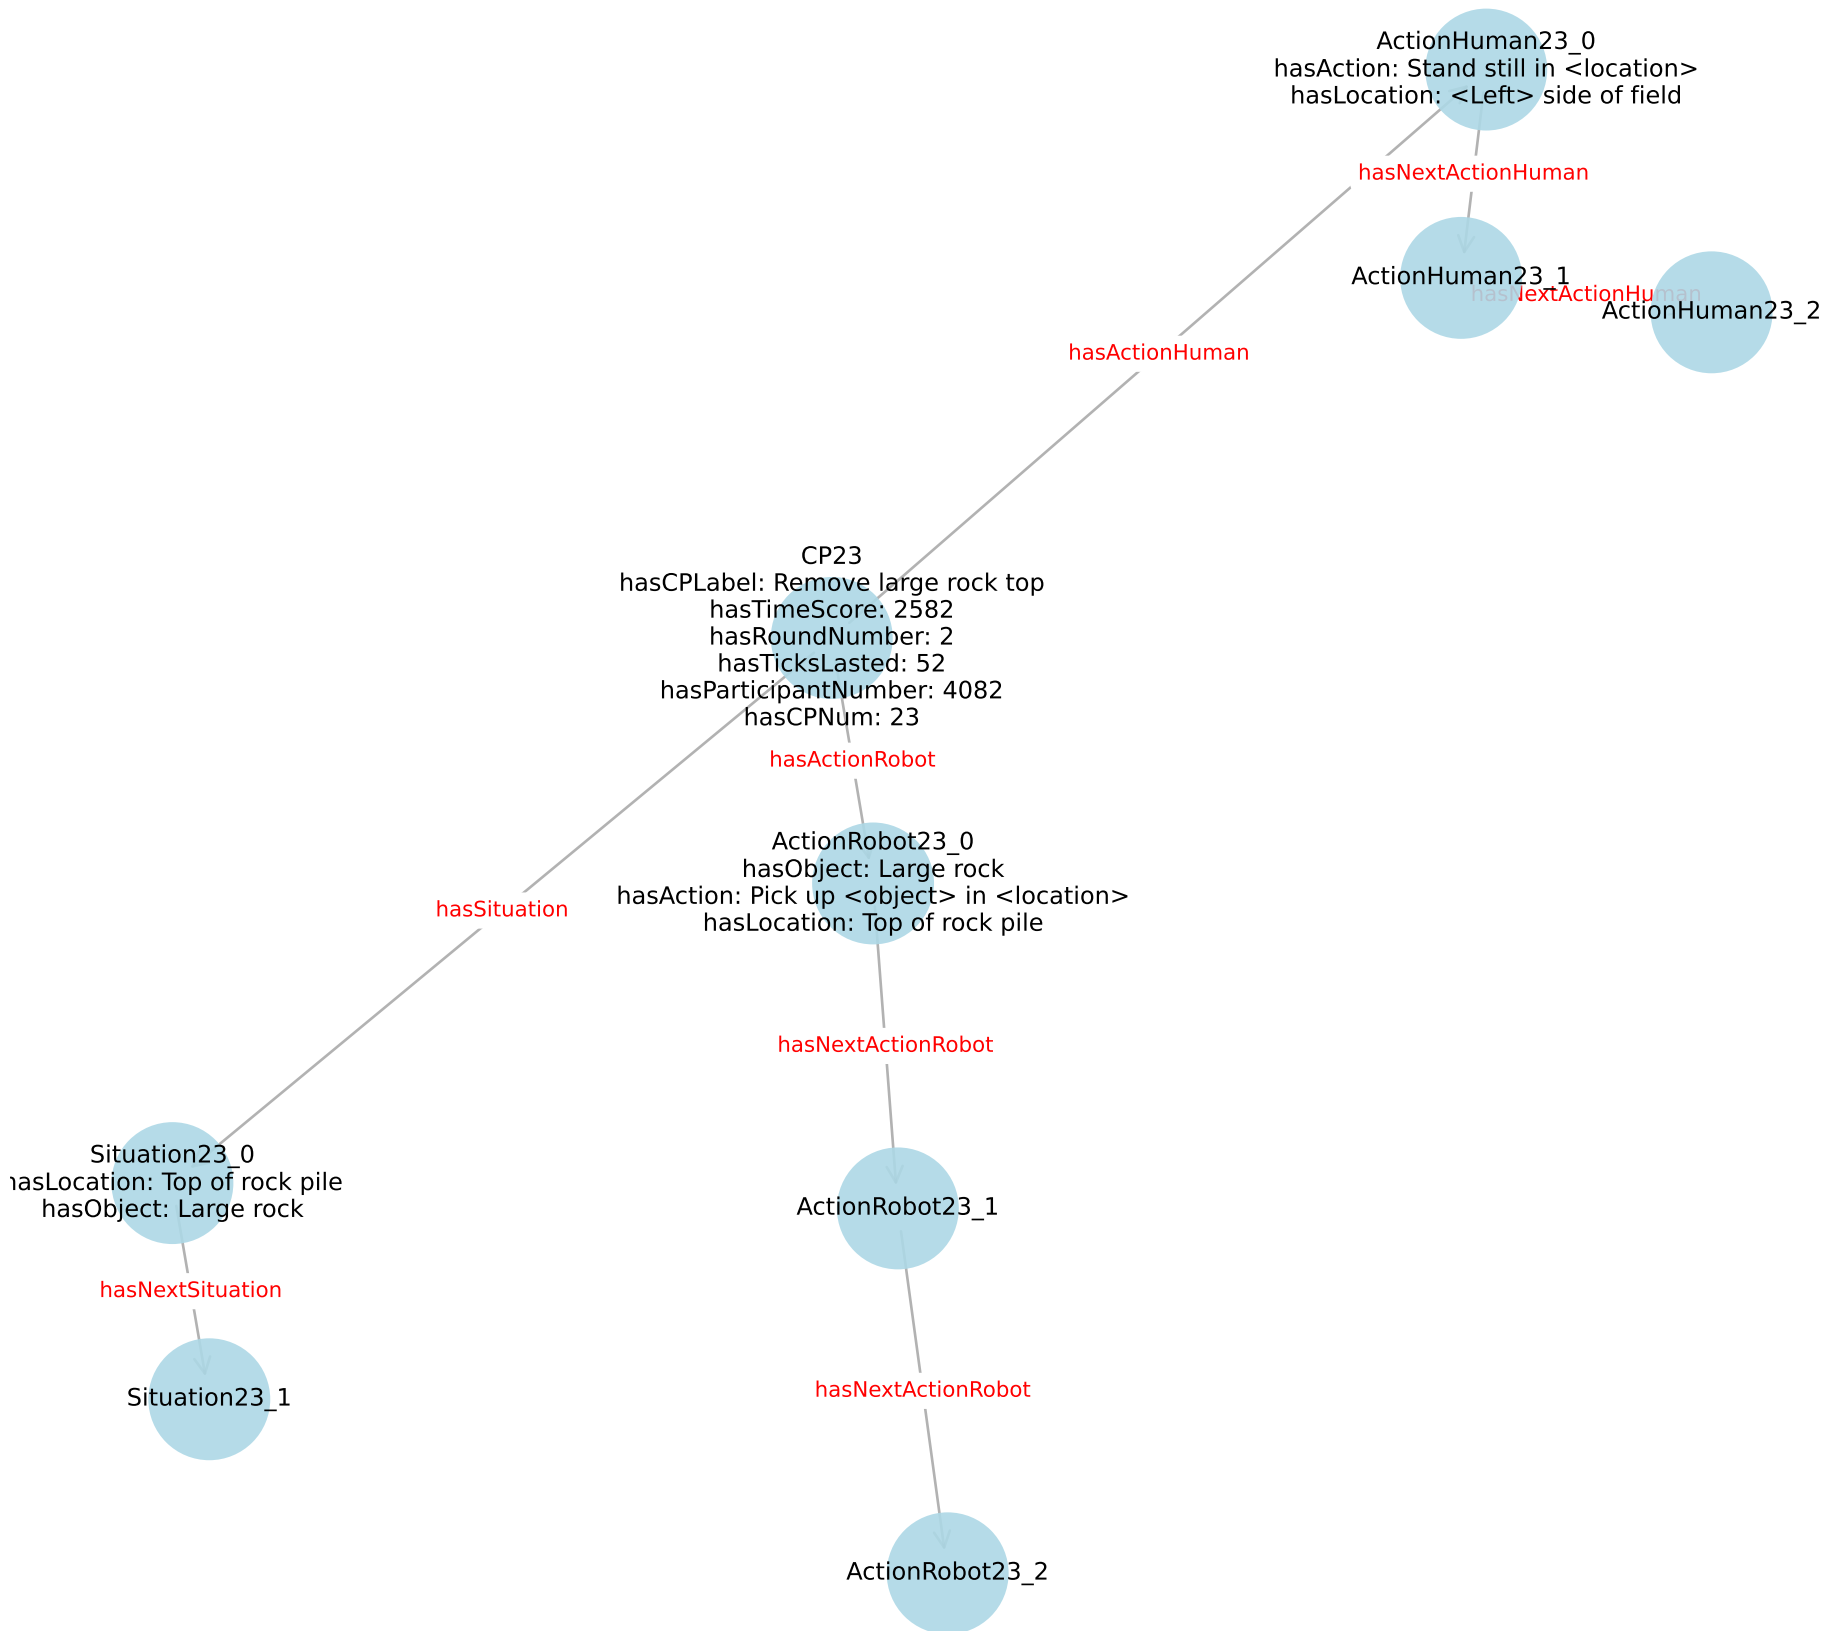 ActionHuman23_0
hasAction: Stand still in <location>
hasLocation: <Left> side of field
hasNextActionHuman
ActionHuman23_1
hasNextActionHuman
ActionHuman23_2
hasActionHuman
CP23
hasCPLabel: Remove large rock top
hasTimeScore: 2582
hasRoundNumber: 2
hasTicksLasted: 52
hasParticipantNumber: 4082
hasCPNum: 23
hasActionRobot
ActionRobot23_0
hasObject: Large rock
hasAction: Pick up <object> in <location>
hasLocation: Top of rock pile
hasSituation
hasNextActionRobot
Situation23_0
hasLocation: Top of rock pile
hasObject: Large rock
ActionRobot23_1
hasNextSituation
Situation23_1
hasNextActionRobot
ActionRobot23_2